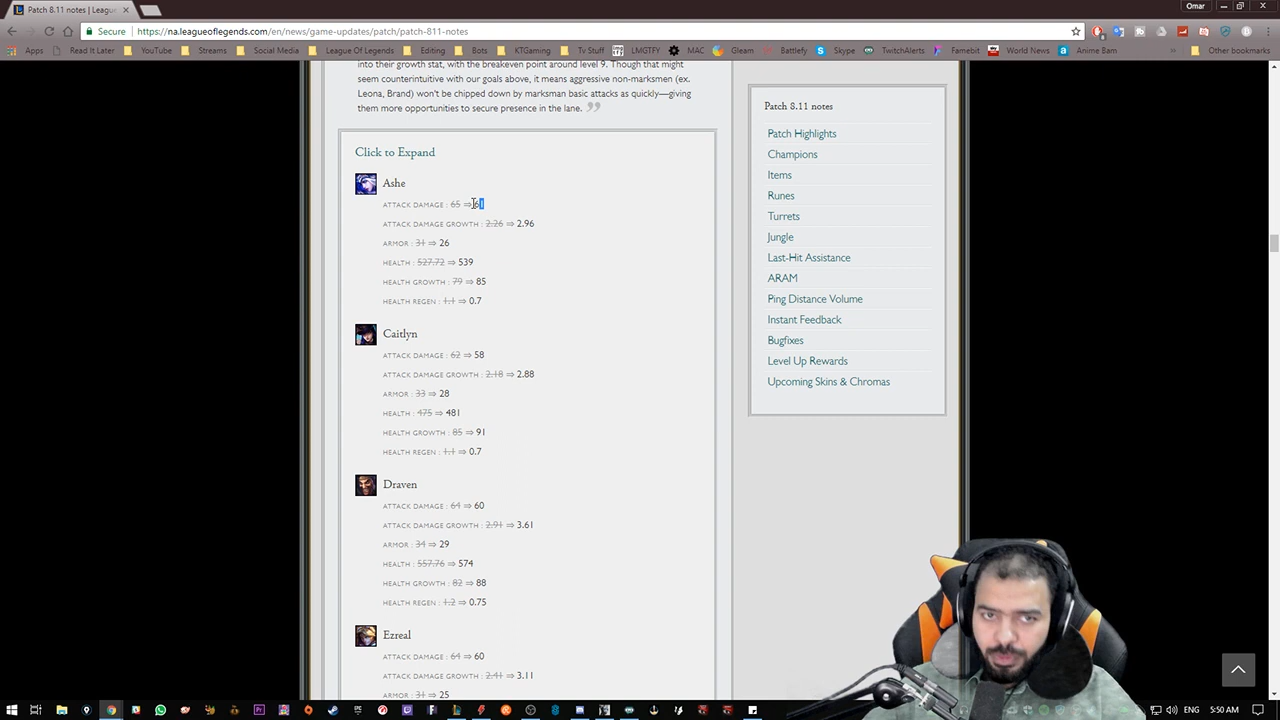 Patch 8.11 notes | Leagu
Omar
Secure
https://na.leagueoflegends.com/en/news/game-updates/patch/patch-811-notes
Apps
Read It Later
YouTube
Streams
Social Media
League Of Legends
Editing
Bots
KTGaming
Tv Stuff
LMGTFY
MAC
Gleam
Battlefy
Skype
TwitchAlerts
Famebit
World News
Anime Bam
»
Other bookmarks
into their growth stat, with the breakeven point around level 9. Though that might
seem counterintuitive with our goals above, it means aggressive non-marksmen (ex.
Leona, Brand) won't be chipped down by marksman basic attacks as quickly—giving
them more opportunities to secure presence in the lane.
Click to Expand
Ashe
ATTACK DAMAGE : 65 ⇒ 61
ATTACK DAMAGE GROWTH : 2.26 ⇒ 2.96
ARMOR : 31 ⇒ 26
HEALTH : 527.72 ⇒ 539
HEALTH GROWTH : 79 ⇒ 85
HEALTH REGEN : 1.1 ⇒ 0.7
Caitlyn
ATTACK DAMAGE : 62 ⇒ 58
ATTACK DAMAGE GROWTH : 2.18 ⇒ 2.88
ARMOR : 33 ⇒ 28
HEALTH : 475 ⇒ 481
HEALTH GROWTH : 85 ⇒ 91
HEALTH REGEN : 1.1 ⇒ 0.7
Draven
ATTACK DAMAGE : 64 ⇒ 60
ATTACK DAMAGE GROWTH : 2.91 ⇒ 3.61
ARMOR : 34 ⇒ 29
HEALTH : 557.76 ⇒ 574
HEALTH GROWTH : 82 ⇒ 88
HEALTH REGEN : 1.2 ⇒ 0.75
Ezreal
ATTACK DAMAGE : 64 ⇒ 60
ATTACK DAMAGE GROWTH : 2.41 ⇒ 3.11
ARMOR : 31 ⇒ 25
Patch 8.11 notes
Patch Highlights
Champions
Items
Runes
Turrets
Jungle
Last-Hit Assistance
ARAM
Ping Distance Volume
Instant Feedback
Bugfixes
Level Up Rewards
Upcoming Skins & Chromas
ENG
5:50 AM